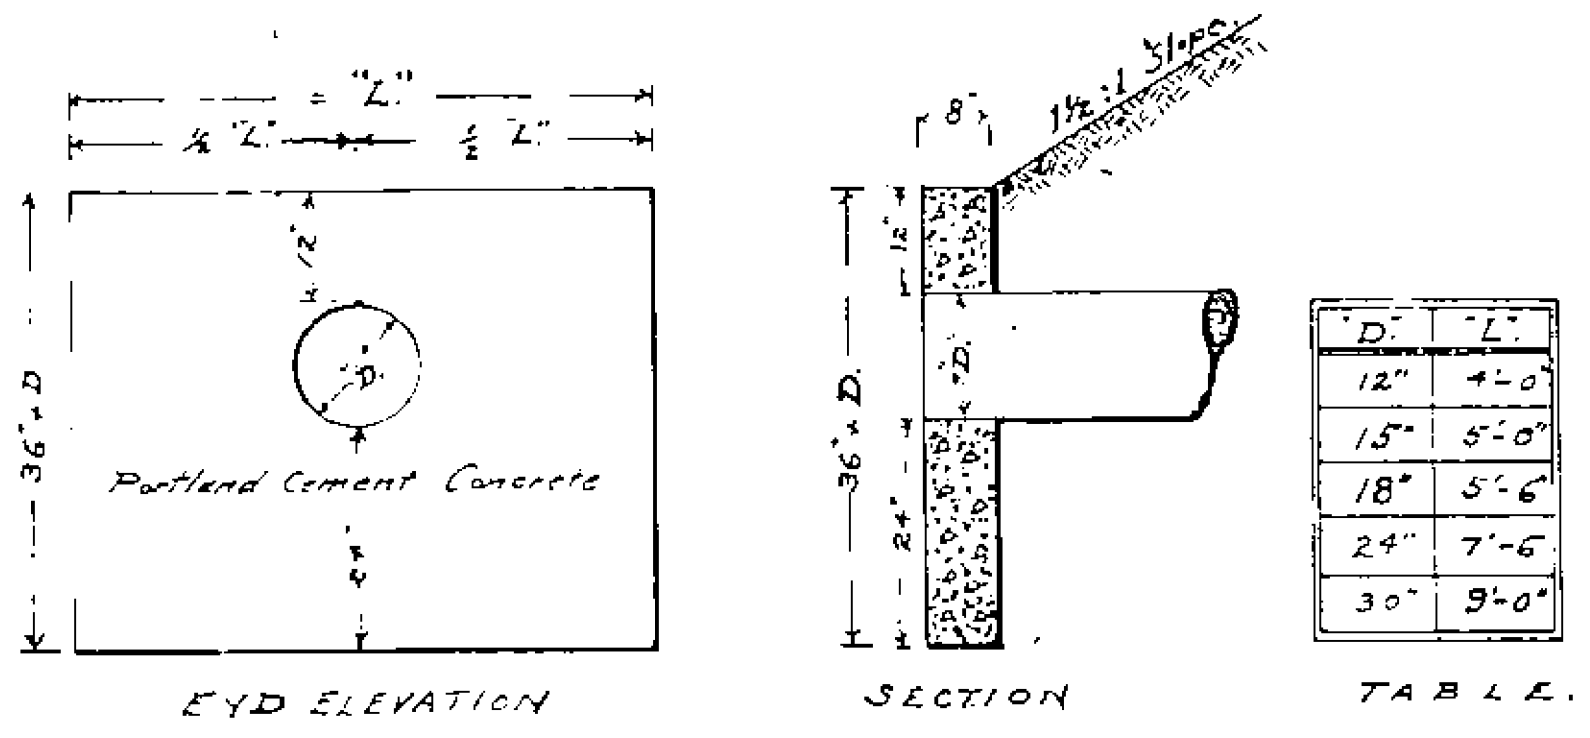 "L."
½ "L." ½ "L."
12"
36" + D
"D."
Portland Cement Concrete
24"
END ELEVATION
8"
1½ : 1 Slope.
12"
36" + D.
"D."
24"
SECTION
"D." "L."
12" 4'-0"
15" 5'-0"
18" 5'-6
24" 7'-6
30" 9'-0"
TABLE.